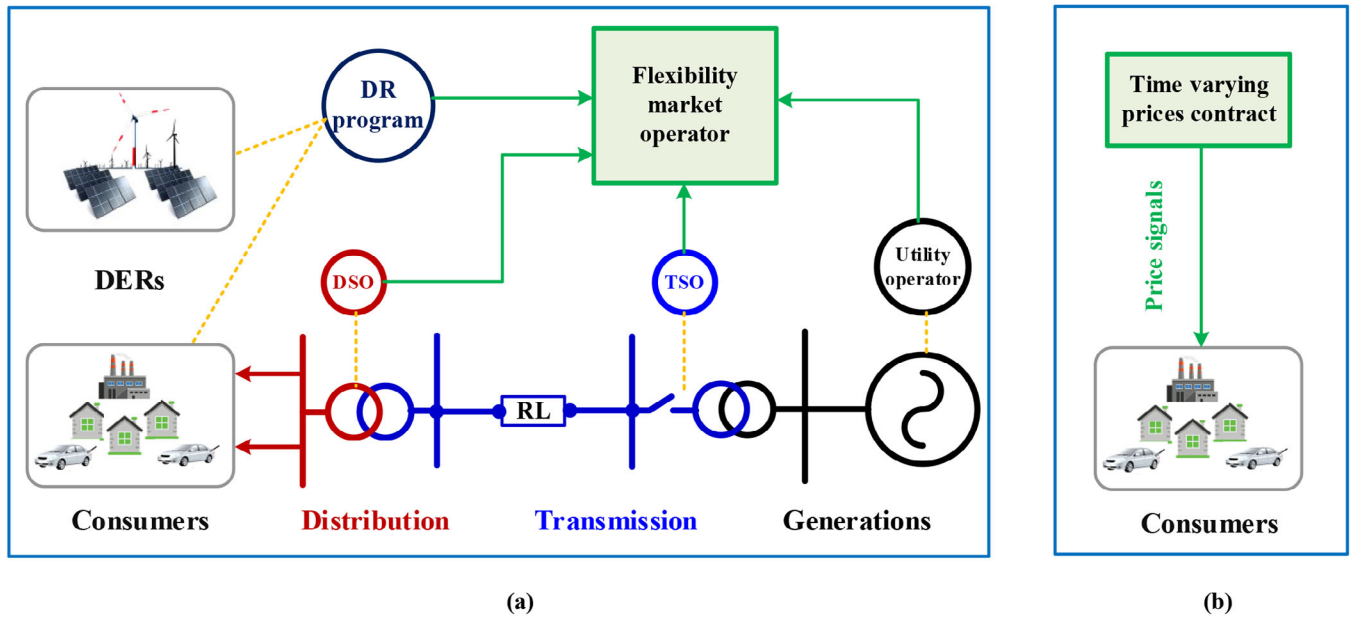 DR
program
Flexibility
market
operator
Time varying
prices contract
Price signals
DERs
DSO
TSO
Utility
operator
RL
Consumers
Distribution
Transmission
Generations
Consumers
(a)
(b)